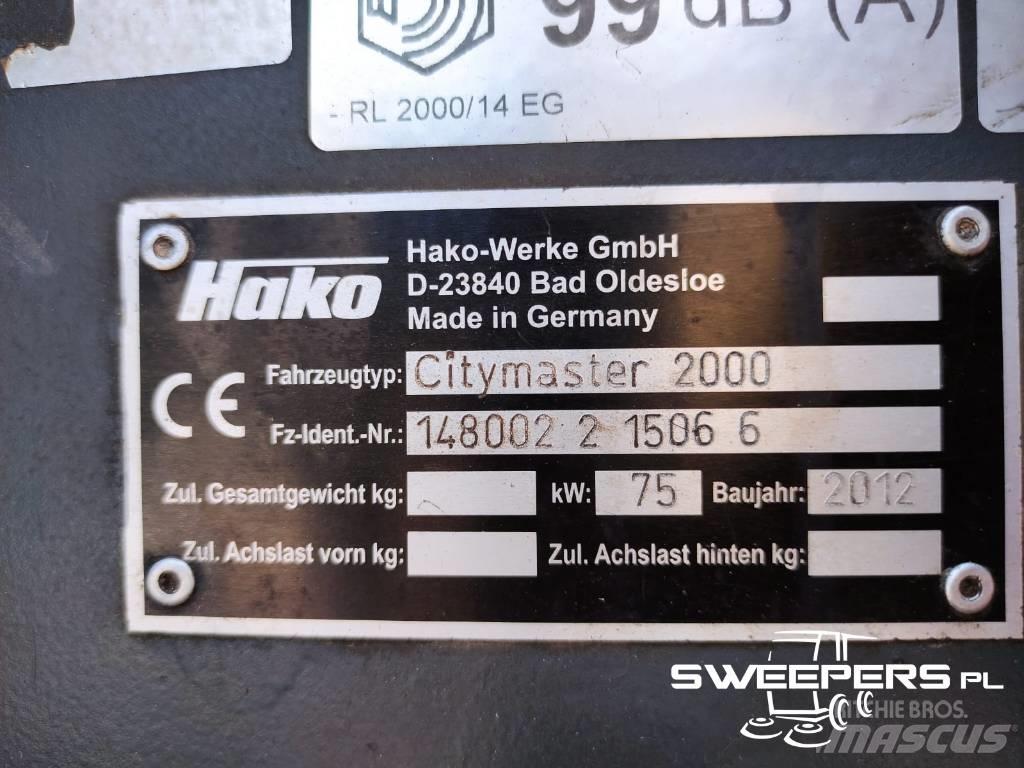 99 dB (A)
- RL 2000/14 EG
Hako
Hako-Werke GmbH
D-23840 Bad Oldesloe
Made in Germany
CE
Fahrzeugtyp: Citymaster 2000
Fz-Ident.-Nr.: 148002 2 1506 6
Zul. Gesamtgewicht kg: kW: 75 Baujahr: 2012
Zul. Achslast vorn kg: Zul. Achslast hinten kg:
SWEEPERS PL
RITCHIE BROS.
MASCUS